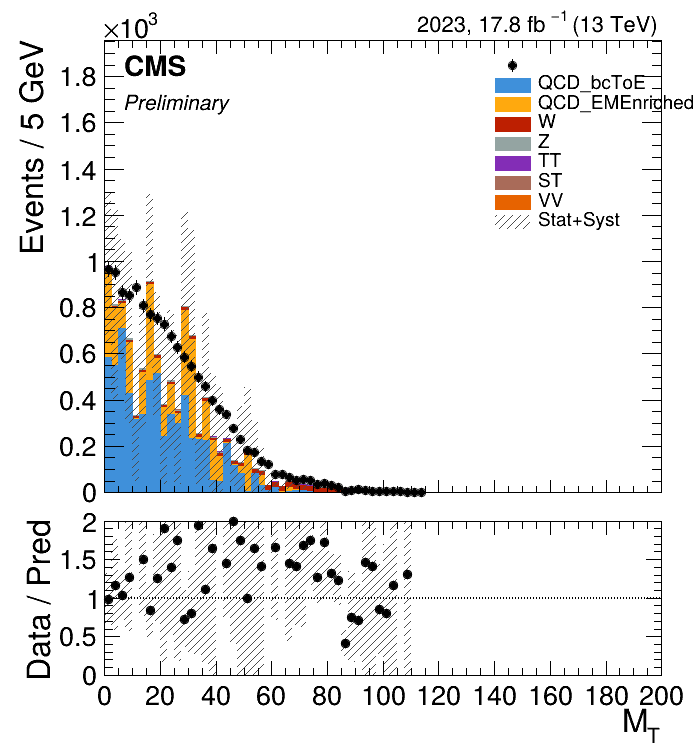 ×10³
2023, 17.8 fb⁻¹ (13 TeV)
CMS
Preliminary
Events / 5 GeV
1.8
1.6
1.4
1.2
1
0.8
0.6
0.4
0.2
0
QCD_bcToE
QCD_EMEnriched
W
Z
TT
ST
VV
Stat+Syst
Data / Pred
2
1.5
1
0.5
0
0 20 40 60 80 100 120 140 160 180 200
M_T